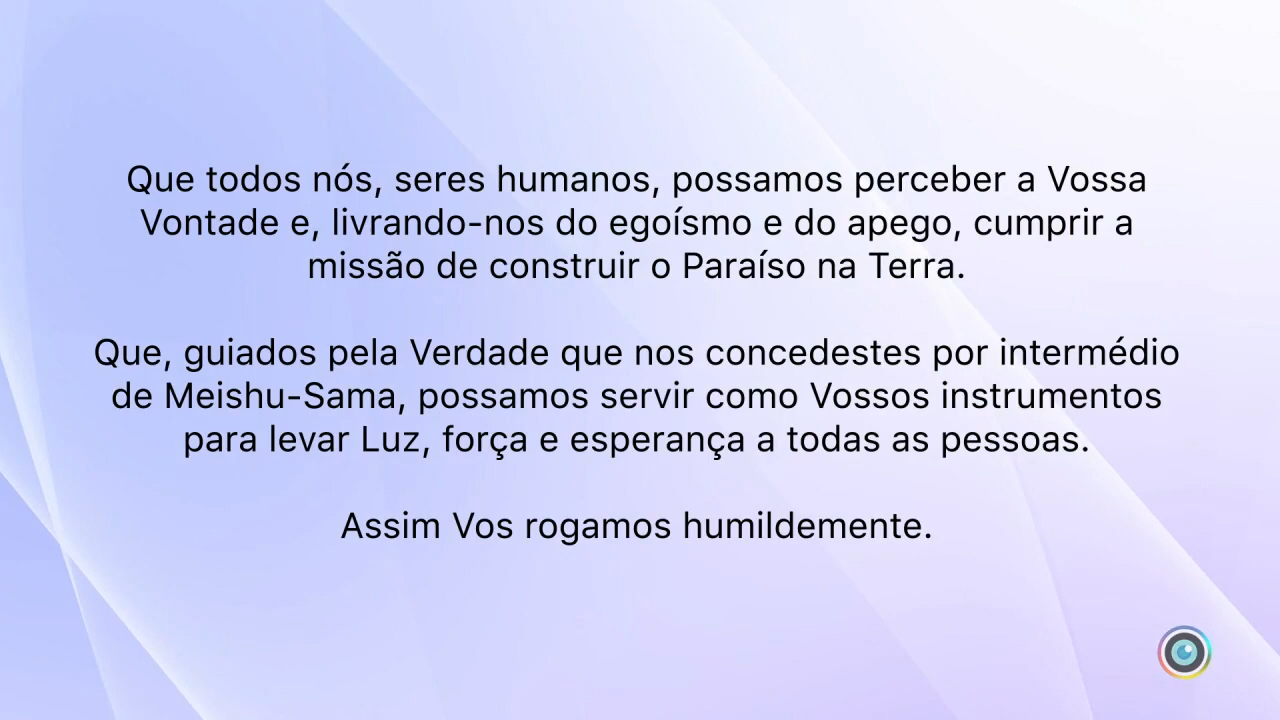 Que todos nós, seres humanos, possamos perceber a Vossa
Vontade e, livrando-nos do egoísmo e do apego, cumprir a
missão de construir o Paraíso na Terra.
Que, guiados pela Verdade que nos concedestes por intermédio
de Meishu-Sama, possamos servir como Vossos instrumentos
para levar Luz, força e esperança a todas as pessoas.
Assim Vos rogamos humildemente.